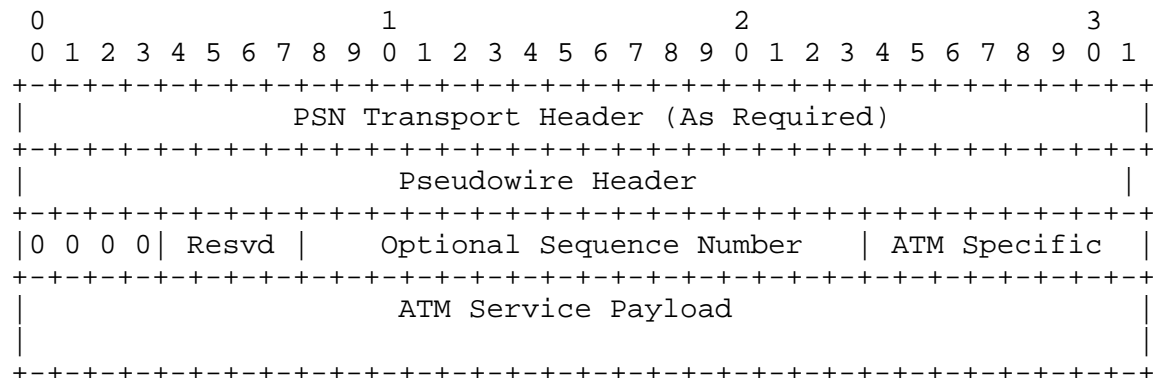 0                   1                   2                   3
 0 1 2 3 4 5 6 7 8 9 0 1 2 3 4 5 6 7 8 9 0 1 2 3 4 5 6 7 8 9 0 1
+-+-+-+-+-+-+-+-+-+-+-+-+-+-+-+-+-+-+-+-+-+-+-+-+-+-+-+-+-+-+-+-+
|               PSN Transport Header (As Required)              |
+-+-+-+-+-+-+-+-+-+-+-+-+-+-+-+-+-+-+-+-+-+-+-+-+-+-+-+-+-+-+-+-+
|                     Pseudowire Header                        |
+-+-+-+-+-+-+-+-+-+-+-+-+-+-+-+-+-+-+-+-+-+-+-+-+-+-+-+-+-+-+-+-+
|0 0 0 0| Resvd |    Optional Sequence Number   | ATM Specific  |
+-+-+-+-+-+-+-+-+-+-+-+-+-+-+-+-+-+-+-+-+-+-+-+-+-+-+-+-+-+-+-+-+
|                     ATM Service Payload                       |
|                                                               |
+-+-+-+-+-+-+-+-+-+-+-+-+-+-+-+-+-+-+-+-+-+-+-+-+-+-+-+-+-+-+-+-+